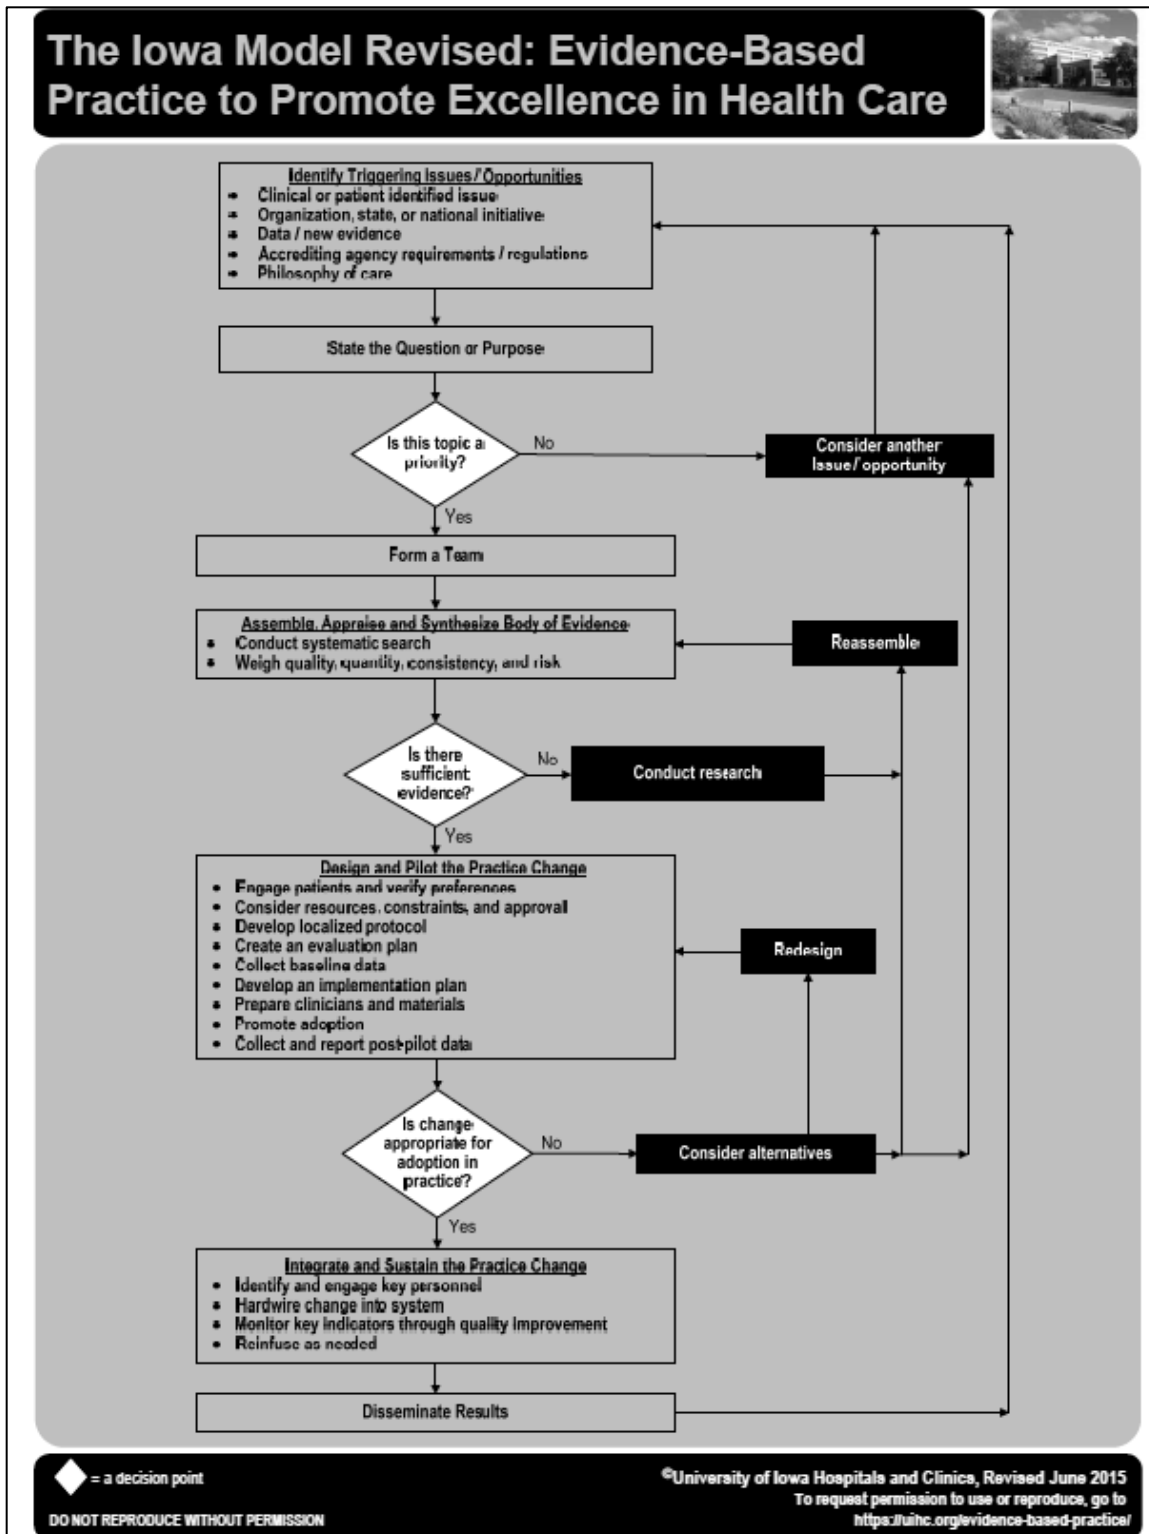 The Iowa Model Revised: Evidence-Based
Practice to Promote Excellence in Health Care
Identify Triggering Issues / Opportunities
Clinical or patient identified issue
Organization, state, or national initiative
Data / new evidence
Accrediting agency requirements / regulations
Philosophy of care
State the Question or Purpose
Is this topic a
priority?
No
Consider another
Issue / opportunity
Yes
Form a Team
Assemble, Appraise and Synthesize Body of Evidence
• Conduct systematic search
• Weigh quality, quantity, consistency, and risk
Reassemble
Is there
sufficient
evidence?
No
Conduct research
Yes
Design and Pilot the Practice Change
• Engage patients and verify preferences
• Consider resources, constraints, and approval
• Develop localized protocol
• Create an evaluation plan
• Collect baseline data
• Develop an implementation plan
• Prepare clinicians and materials
• Promote adoption
• Collect and report post-pilot data
Redesign
Is change
appropriate for
adoption in
practice?
No
Consider alternatives
Yes
Integrate and Sustain the Practice Change
• Identify and engage key personnel
• Hardwire change into system
• Monitor key indicators through quality improvement
• Reinfuse as needed
Disseminate Results
= a decision point
©University of Iowa Hospitals and Clinics, Revised June 2015
To request permission to use or reproduce, go to
DO NOT REPRODUCE WITHOUT PERMISSION
https://uihc.org/evidence-based-practice/